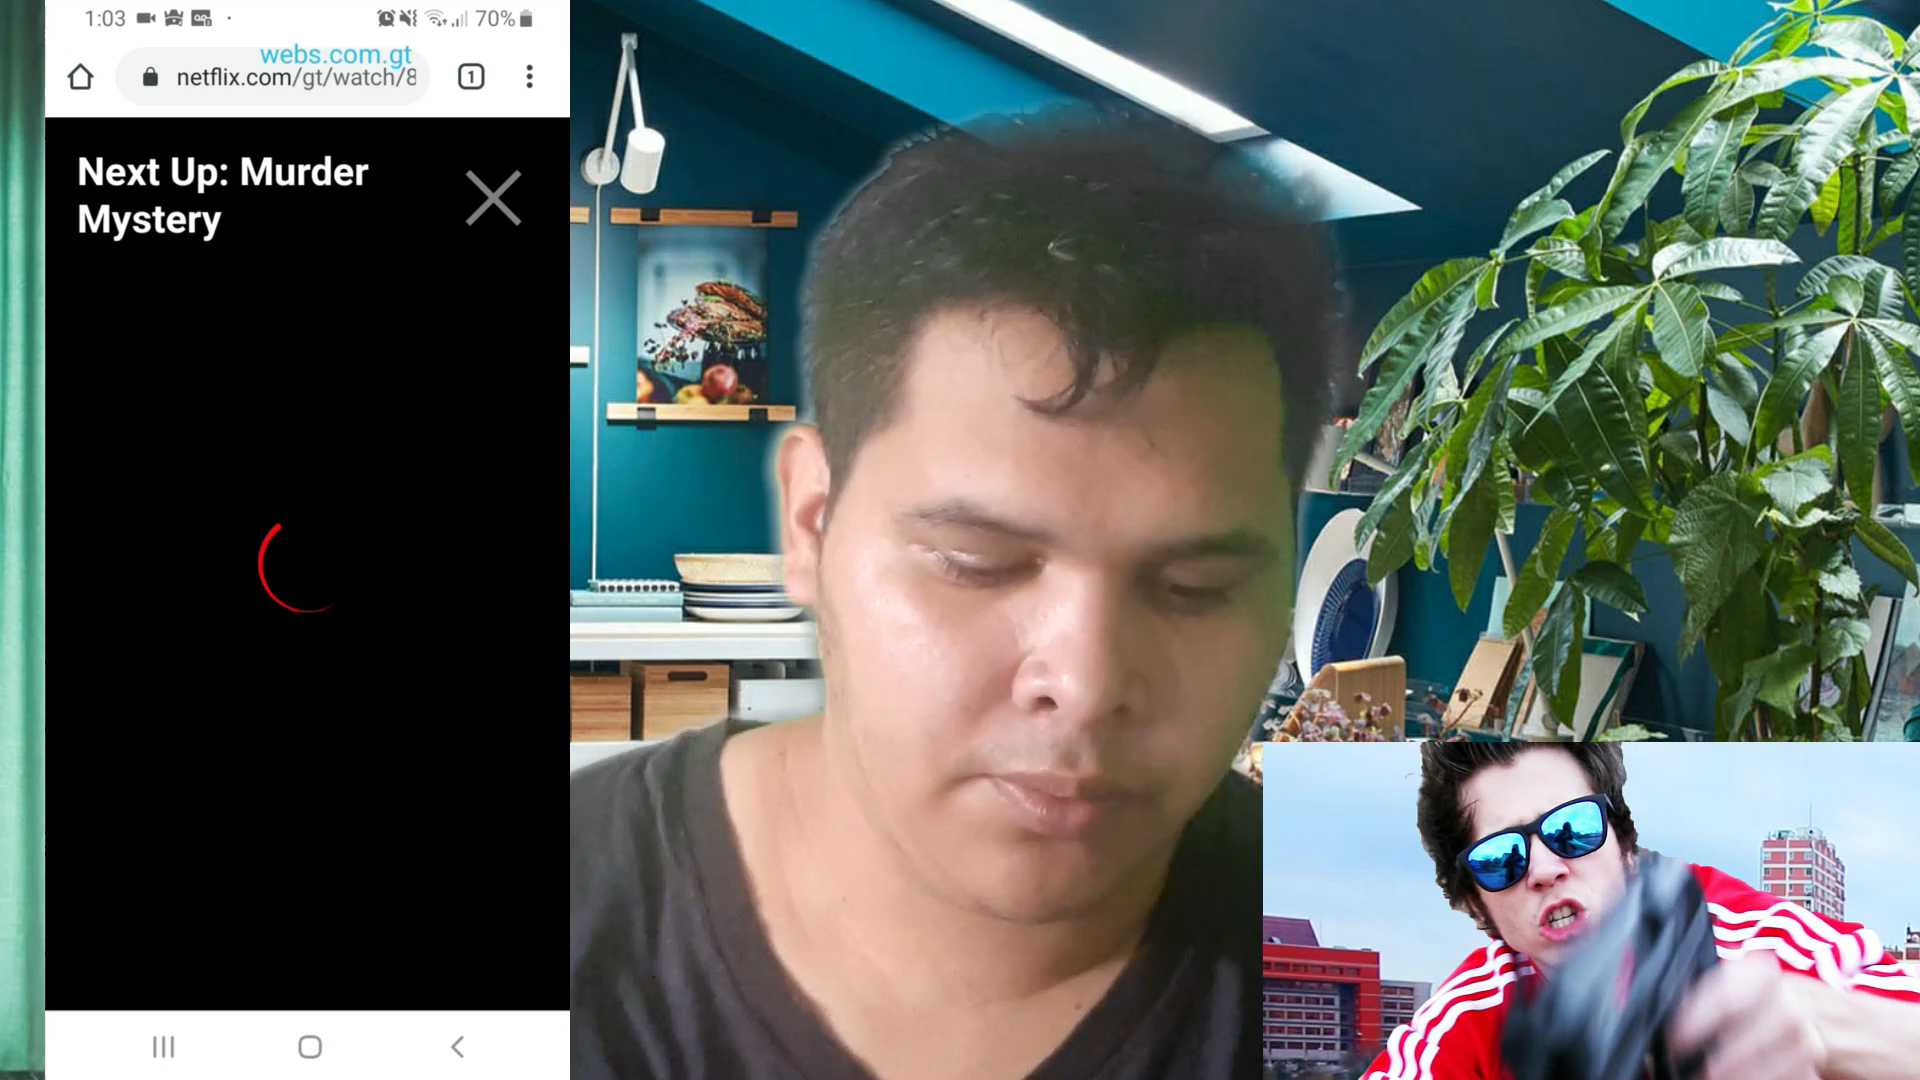 1:03
70%
webs.com.gt
netflix.com/gt/watch/8
1
Next Up: Murder
Mystery